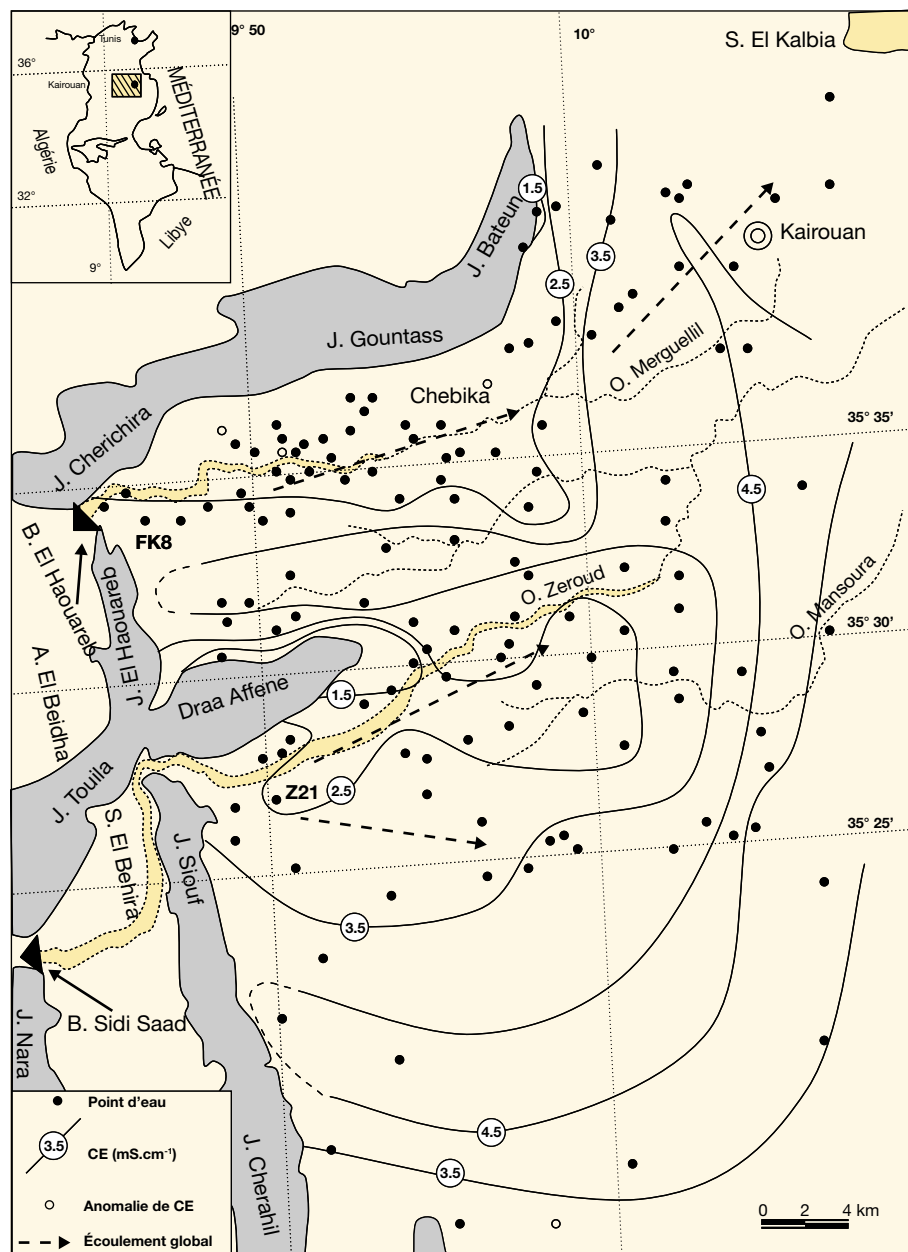 Tunis
36°
Kairouan
MÉDITERRANÉE
Algérie
32°
Libye
9°
9° 50
10°
S. El Kalbia
1.5
J. Bateun
Kairouan
3.5
2.5
J. Gountass
O. Merguellil
Chebika
35° 35'
J. Cherichira
4.5
FK8
B. El Haouareb
J. El Haouareb
O. Zeroud
O. Mansoura
35° 30'
A. El Beidha
Draa Affene
1.5
J. Touila
Z21
2.5
S. El Behira
J. Siouf
35° 25'
3.5
B. Sidi Saad
J. Nara
Point d'eau
3.5
CE (mS.cm⁻¹)
4.5
J. Cherahil
3.5
Anomalie de CE
Écoulement global
0 2 4 km